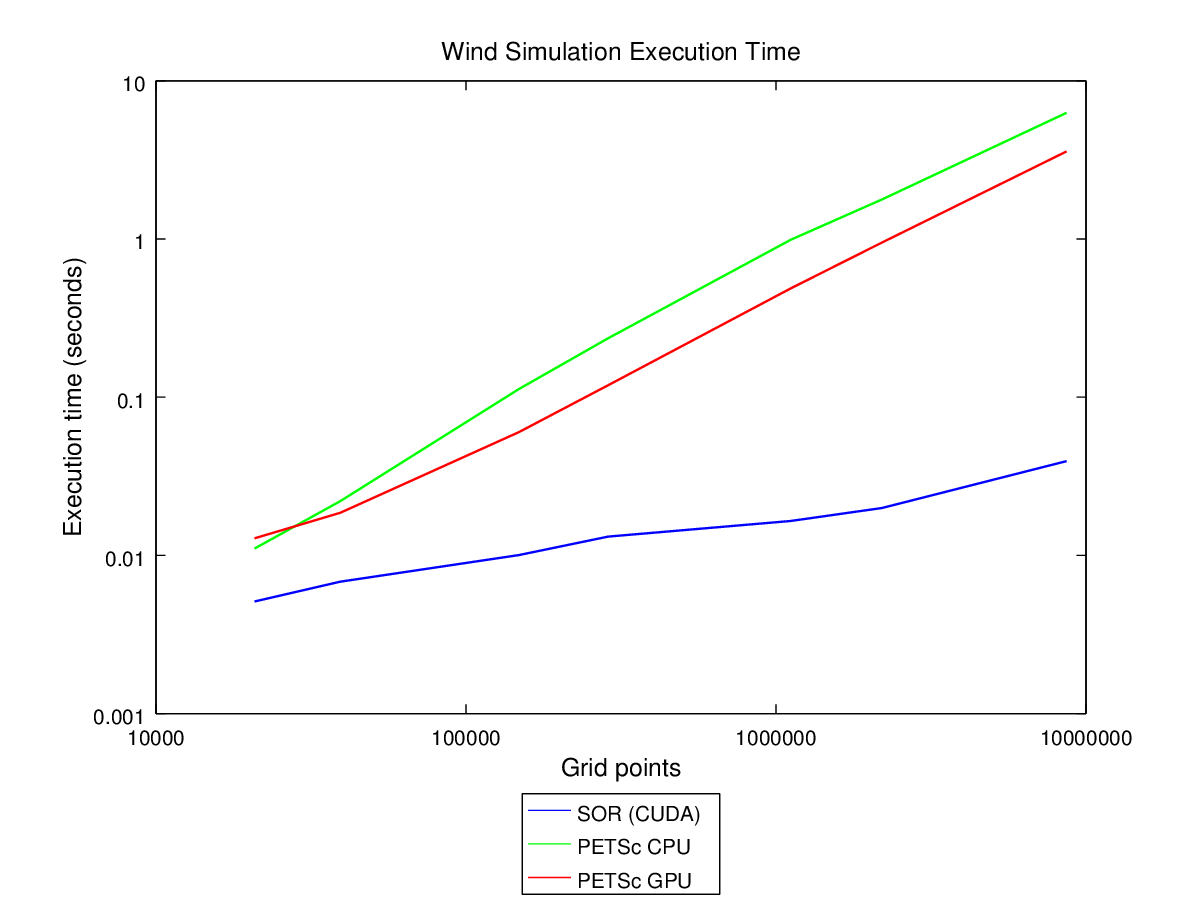 Wind Simulation Execution Time
10
1
0.1
0.01
0.001
Execution time (seconds)
10000 100000 1000000 10000000
Grid points
SOR (CUDA)
PETSc CPU
PETSc GPU